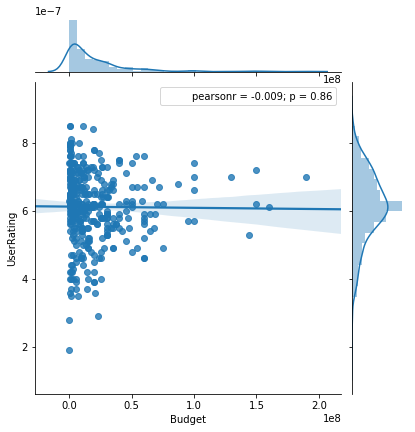 1e−7
pearsonr = -0.009; p = 0.86
8
6
4
2
UserRating
0.0 0.5 1.0 1.5 2.0
1e8
Budget